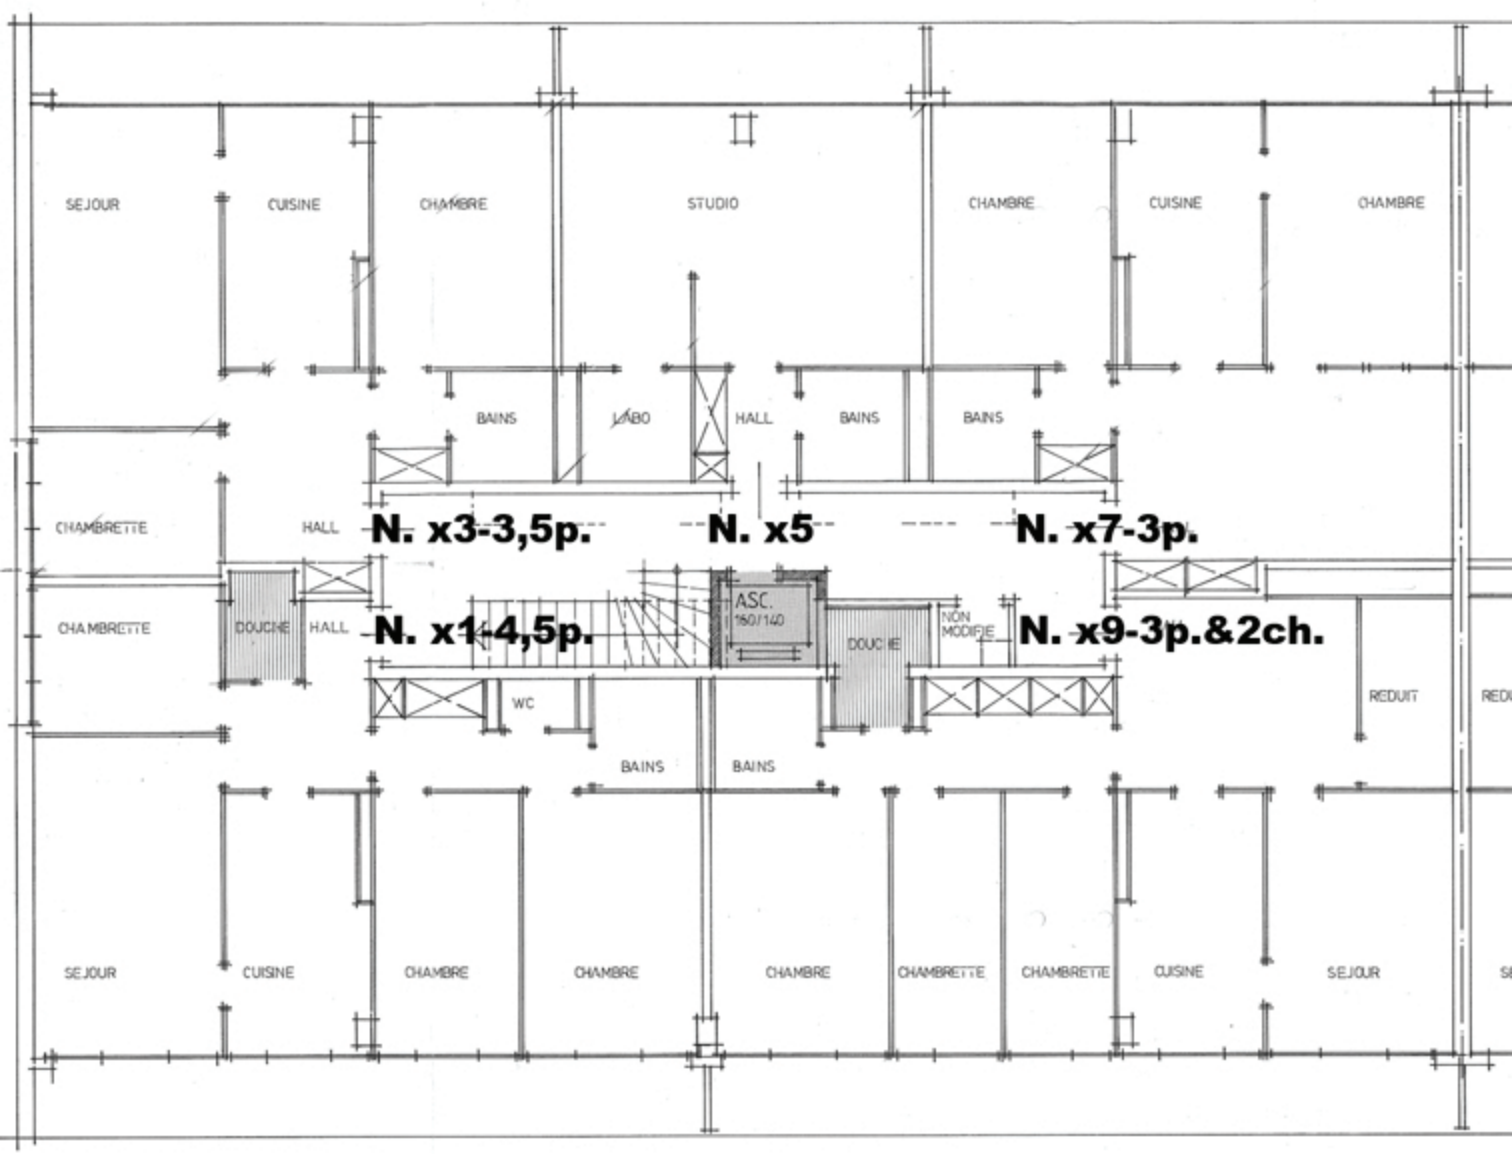 SEJOUR CUISINE CHAMBRE STUDIO CHAMBRE CUISINE CHAMBRE
BAINS LABO HALL BAINS BAINS
CHAMBRETTE HALL N. x3-3,5p. N. x5 N. x7-3p.
ASC.
160/140
CHAMBRETTE DOUCHE HALL N. x1-4,5p. DOUCHE NON
MODIFIE N. x9-3p.&2ch.
WC REDUIT REDU
BAINS BAINS
SEJOUR CUISINE CHAMBRE CHAMBRE CHAMBRE CHAMBRETTE CHAMBRETTE CUISINE SEJOUR SE